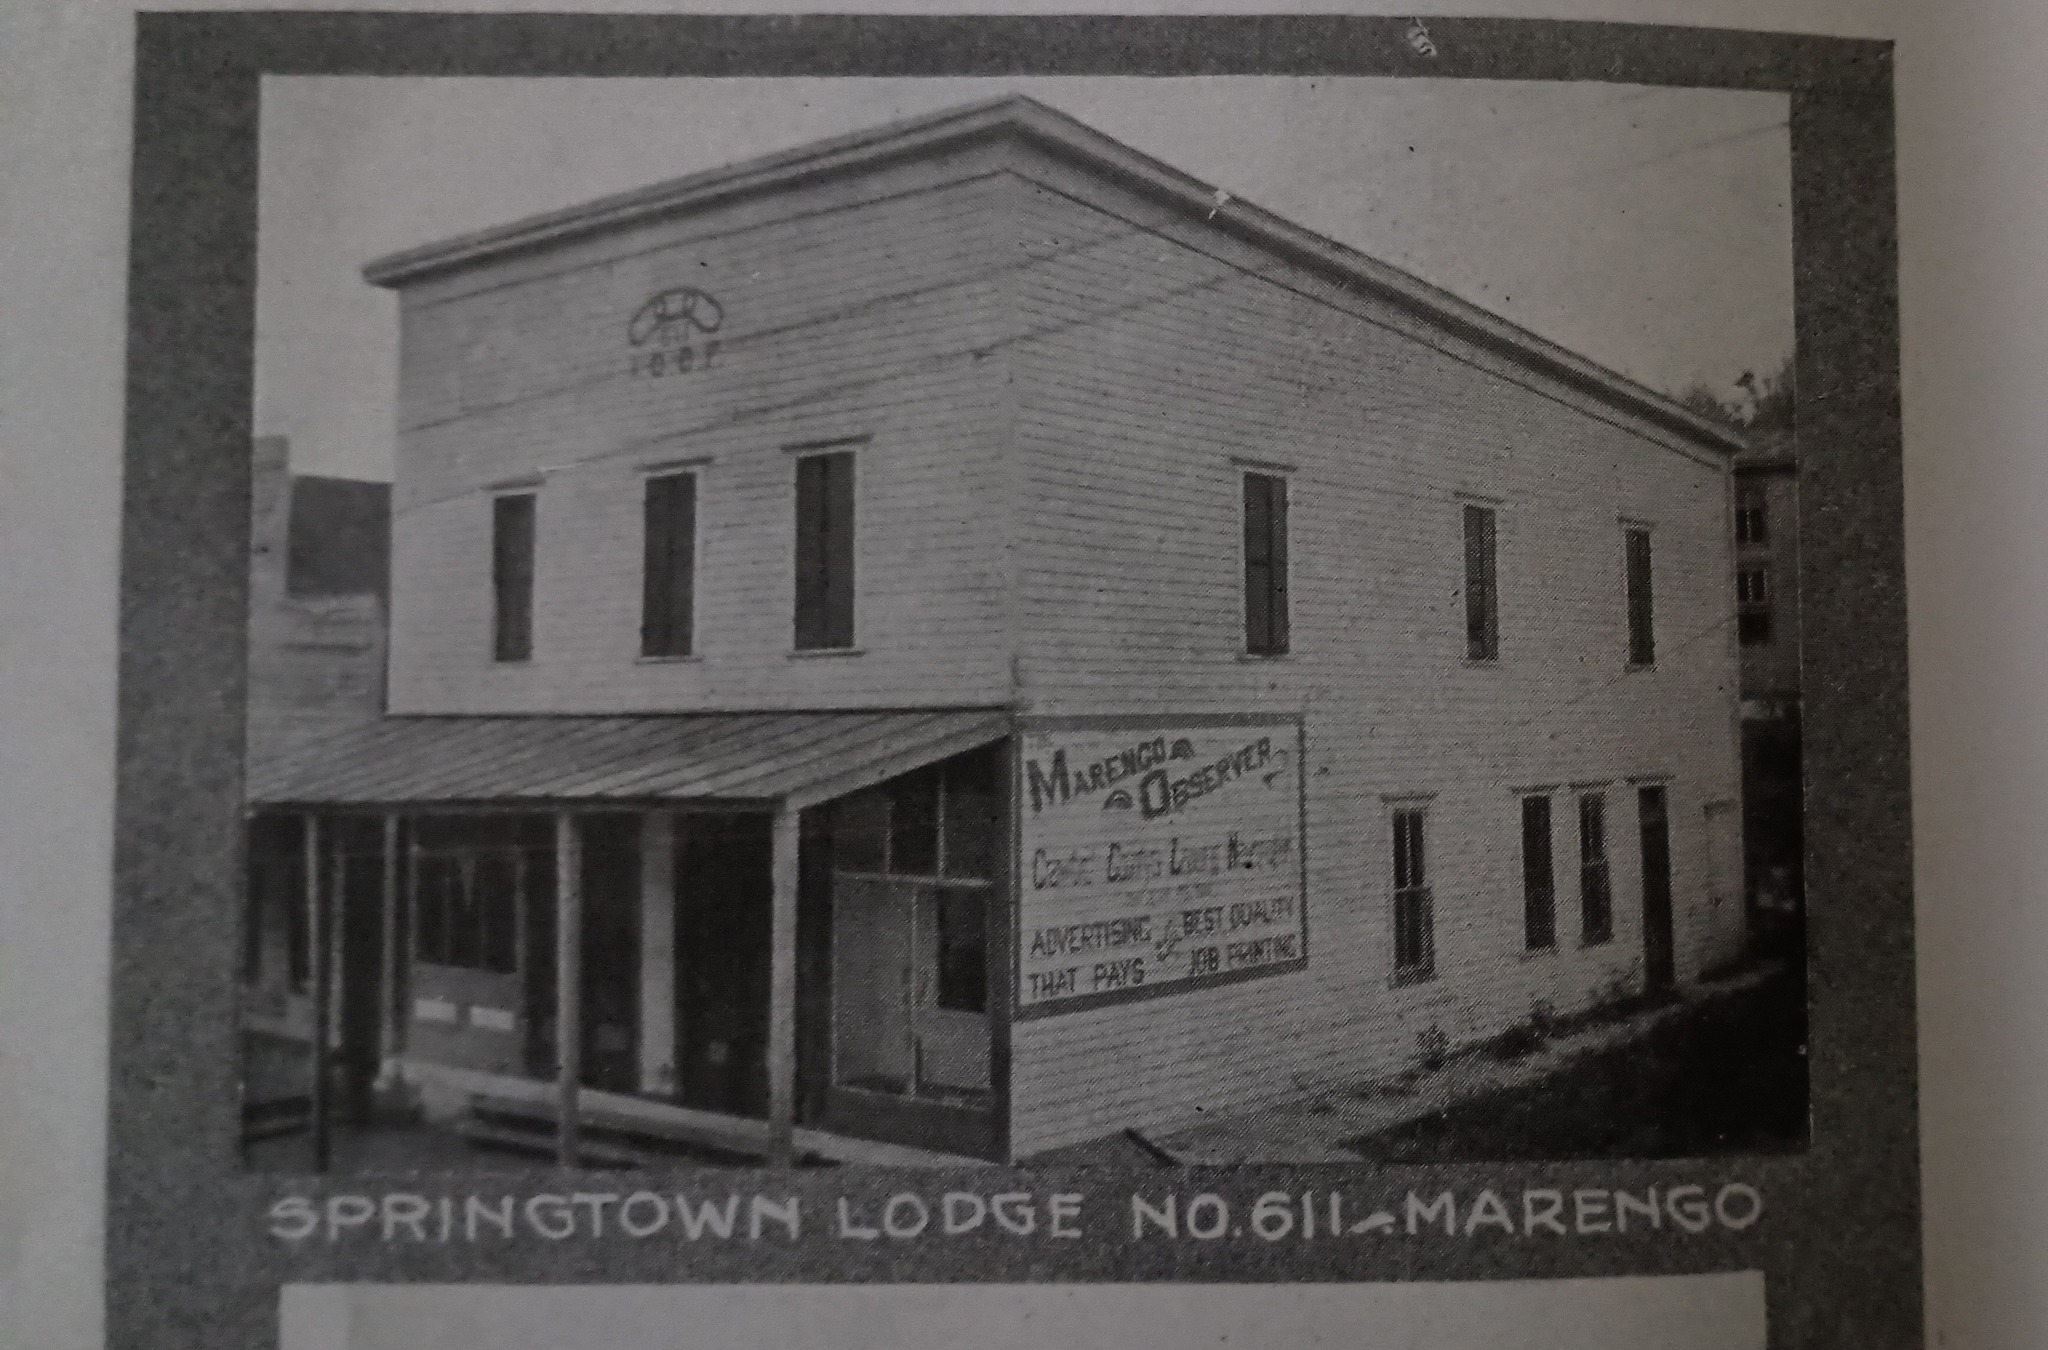 I.O.O.F.
MARENGO
OBSERVER
ADVERTISING & BEST QUALITY
THAT PAYS JOB PRINTING
SPRINGTOWN LODGE NO. 611 ~ MARENGO